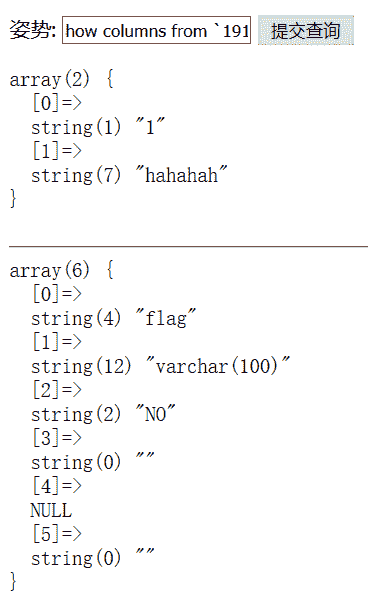 姿势: how columns from `191 提交查询
array(2) {
  [0]=>
  string(1) "1"
  [1]=>
  string(7) "hahahah"
}
array(6) {
  [0]=>
  string(4) "flag"
  [1]=>
  string(12) "varchar(100)"
  [2]=>
  string(2) "NO"
  [3]=>
  string(0) ""
  [4]=>
  NULL
  [5]=>
  string(0) ""
}